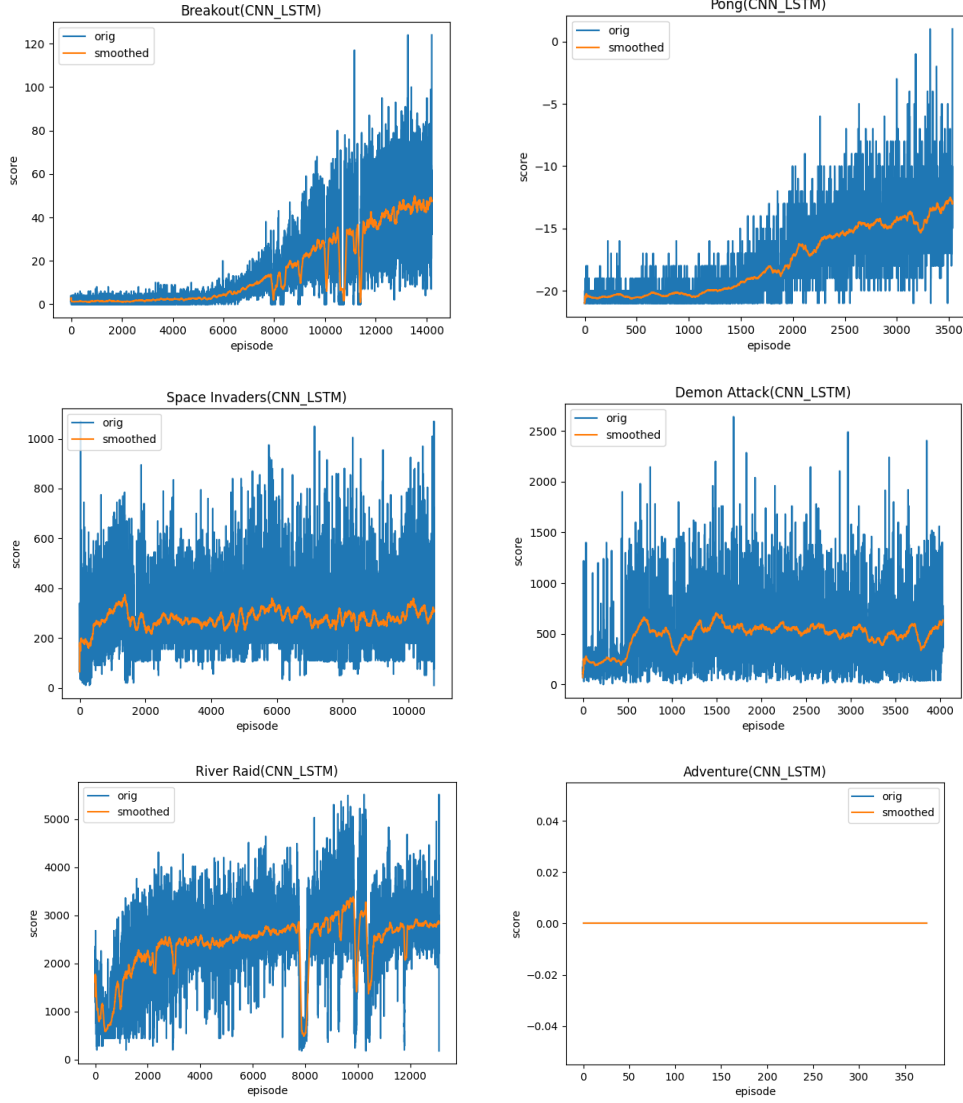 Breakout(CNN_LSTM)
orig
smoothed
120
100
80
60
40
20
0
score
0 2000 4000 6000 8000 10000 12000 14000
episode
Pong(CNN_LSTM)
orig
smoothed
0
−5
−10
−15
−20
score
0 500 1000 1500 2000 2500 3000 3500
episode
Space Invaders(CNN_LSTM)
orig
smoothed
1000
800
600
400
200
0
score
0 2000 4000 6000 8000 10000
episode
Demon Attack(CNN_LSTM)
orig
smoothed
2500
2000
1500
1000
500
0
score
0 500 1000 1500 2000 2500 3000 3500 4000
episode
River Raid(CNN_LSTM)
orig
smoothed
5000
4000
3000
2000
1000
0
score
0 2000 4000 6000 8000 10000 12000
episode
Adventure(CNN_LSTM)
orig
smoothed
0.04
0.02
0.00
−0.02
−0.04
score
0 50 100 150 200 250 300 350
episode